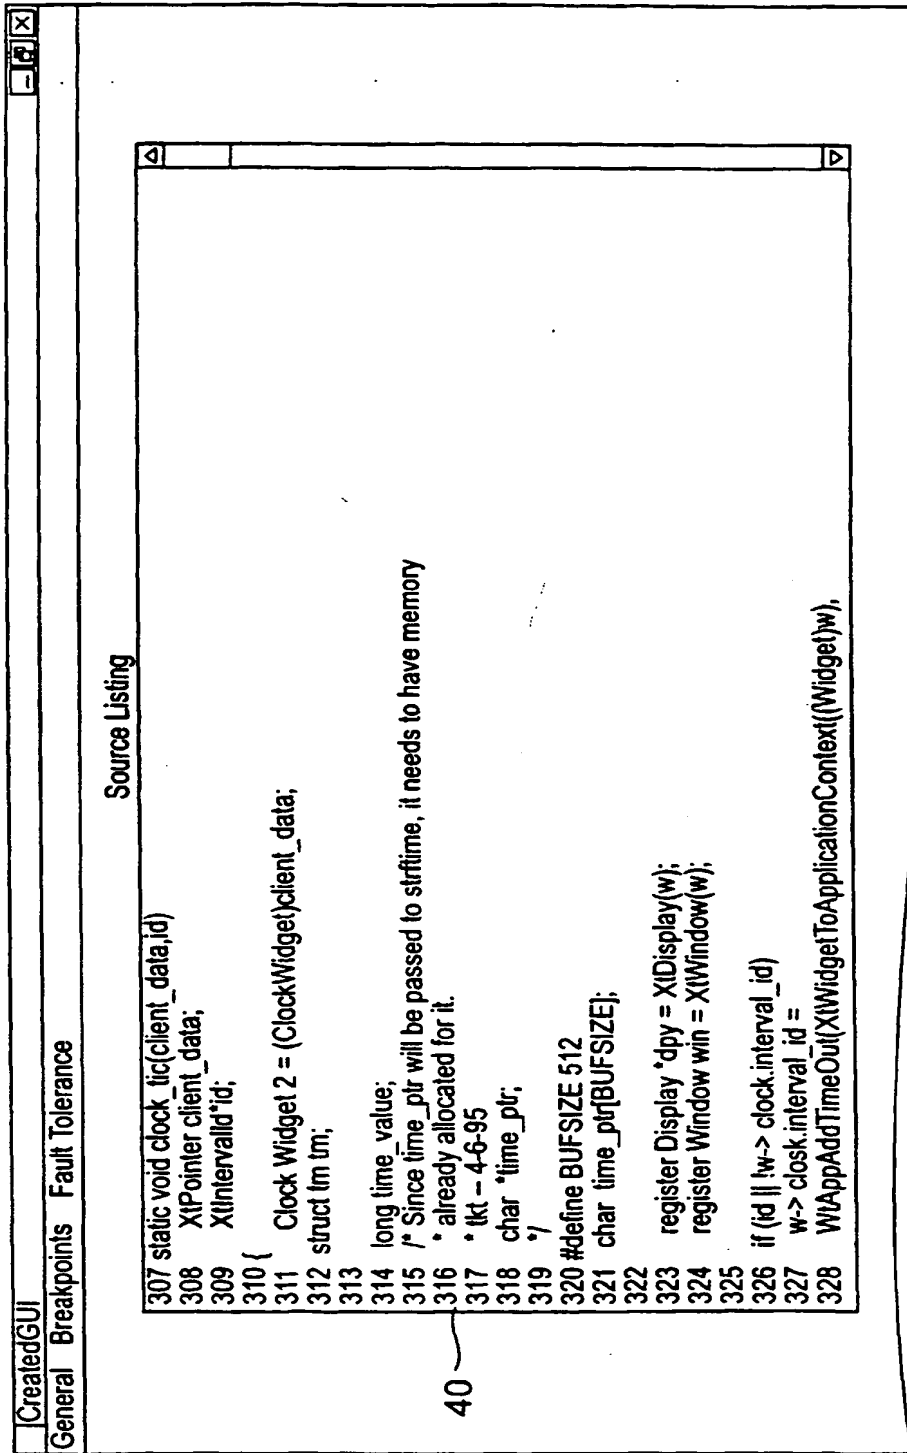 CreatedGUI
General Breakpoints Fault Tolerance
Source Listing
307 static void clock_tic(client_data,id)
308 XtPointer client_data;
309 XtIntervalId*id;
310 {
311 Clock Widget 2 = (ClockWidget)client_data;
312 struct tm tm;
313
314 long time_value;
315 /* Since time_ptr will be passed to strftime, it needs to have memory
316 * already allocated for it.
317 * tkt – 4-6-95
318 char *time_ptr;
319 */
320 #define BUFSIZE 512
321 char time_ptr[BUFSIZE];
322
323 register Display *dpy = XtDisplay(w);
324 register Window win = XtWindow(w);
325
326 if (id || !w-> clock.interval_id)
327 w-> closk.interval_id =
328 WtAppAddTimeOut(XtWidgetToApplicationContext((Widget)w),
40